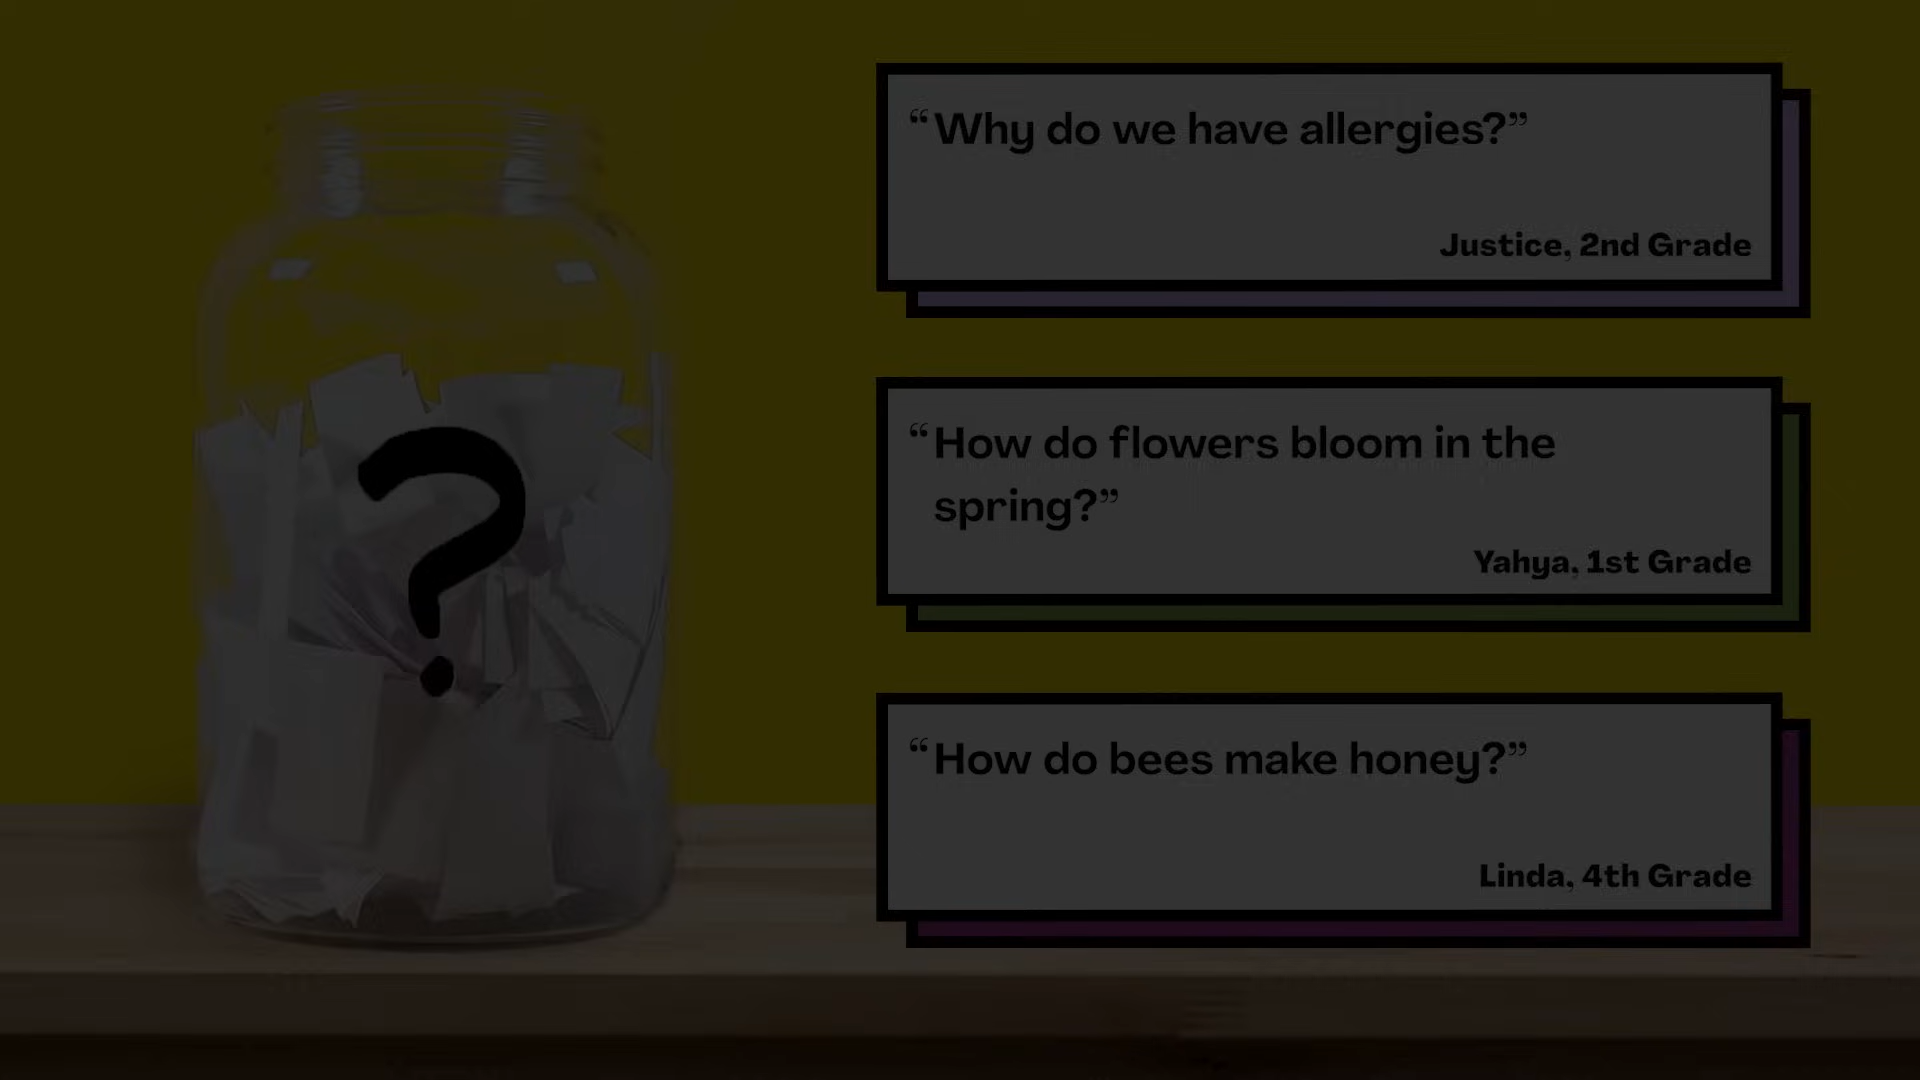 “Why do we have allergies?”
Justice, 2nd Grade
“How do flowers bloom in the
spring?”
Yahya, 1st Grade
“How do bees make honey?”
Linda, 4th Grade
?